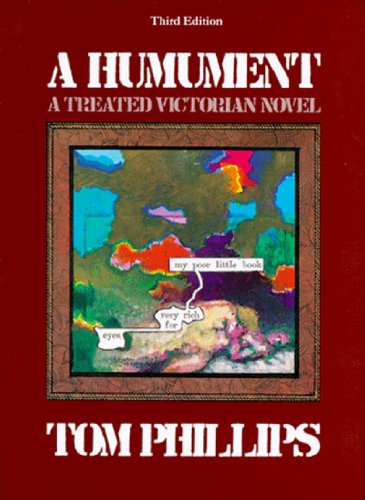 Third Edition
A HUMUMENT
A TREATED VICTORIAN NOVEL
my poor little book
very rich
for
eyes
TOM PHILLIPS